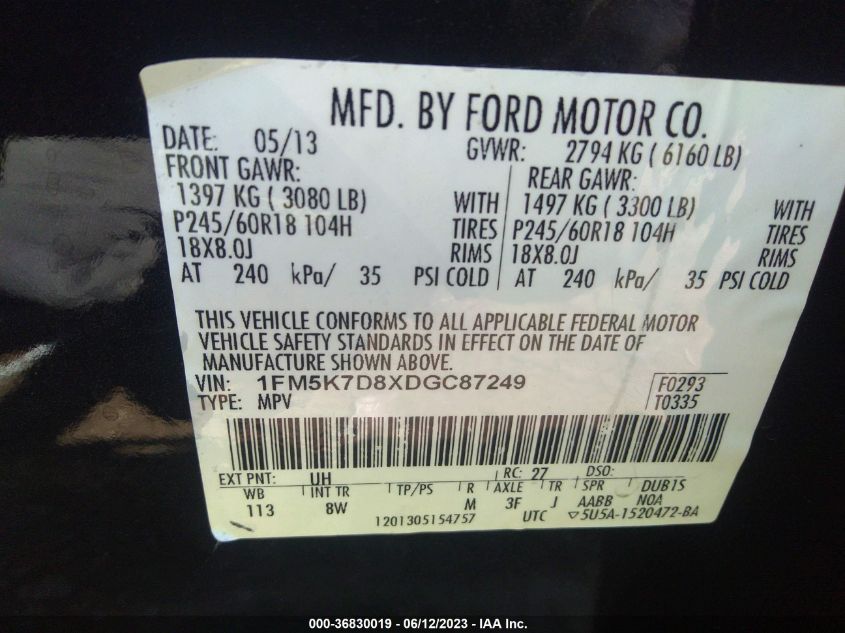 MFD. BY FORD MOTOR CO.
DATE: 05/13 GVWR: 2794 KG ( 6160 LB)
FRONT GAWR: REAR GAWR:
1397 KG ( 3080 LB) WITH 1497 KG ( 3300 LB) WITH
P245/60R18 104H TIRES P245/60R18 104H TIRES
18X8.0J RIMS 18X8.0J RIMS
AT 240 kPa/ 35 PSI COLD AT 240 kPa/ 35 PSI COLD
THIS VEHICLE CONFORMS TO ALL APPLICABLE FEDERAL MOTOR
VEHICLE SAFETY STANDARDS IN EFFECT ON THE DATE OF
MANUFACTURE SHOWN ABOVE.
VIN: 1FM5K7D8XDGC87249 F0293
TYPE: MPV T0335
EXT PNT: UH RC: 27 DSO:
WB INT TR TP/PS R AXLE TR SPR DUB1S
113 8W M 3F J AABB NOA
1201305154757 UTC ▽5U5A-1520472-BA
000-36830019 - 06/12/2023 - IAA Inc.